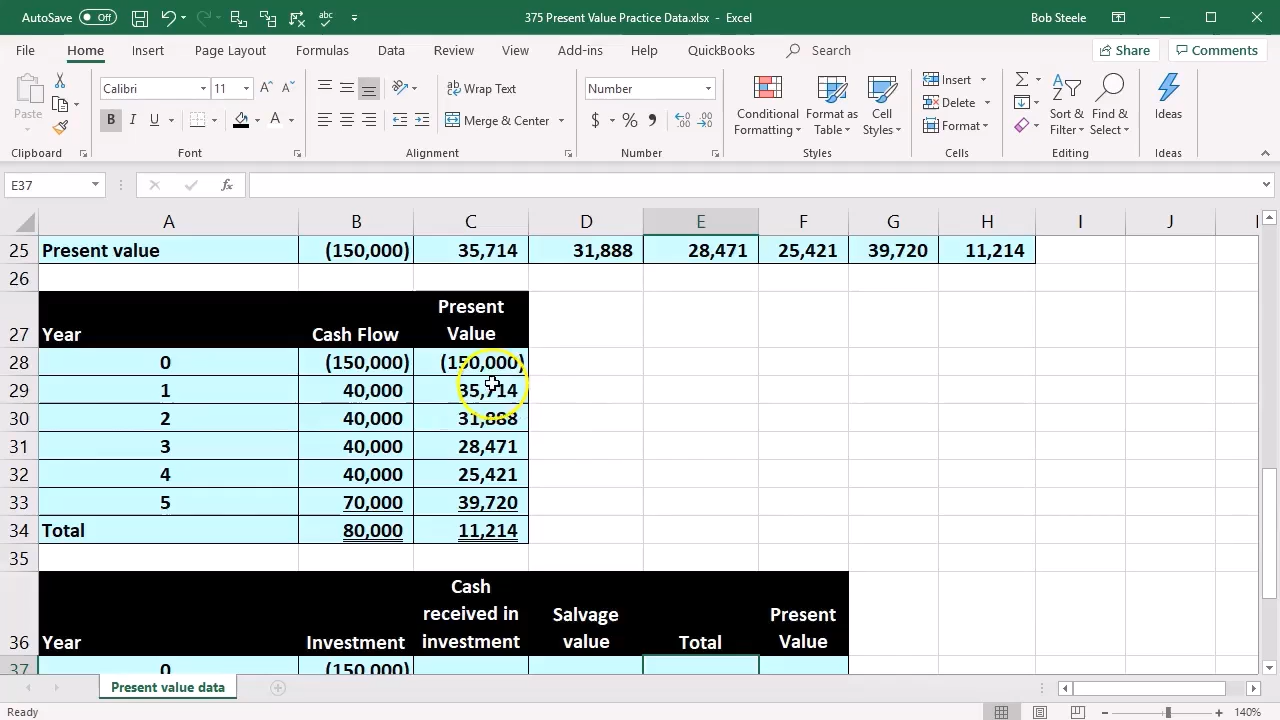 AutoSave Off 375 Present Value Practice Data.xlsx - Excel Bob Steele
File Home Insert Page Layout Formulas Data Review View Add-ins Help QuickBooks Search Share Comments
Paste
Calibri 11 A A
B I U A
Wrap Text
Merge & Center
Number
$ % ,
Conditional Formatting
Format as Table
Cell Styles
Insert
Delete
Format
Sort & Filter
Find & Select
Ideas
Clipboard Font Alignment Number Styles Cells Editing Ideas
E37 fx
A B C D E F G H I J
25 Present value (150,000) 35,714 31,888 28,471 25,421 39,720 11,214
26
27 Year Cash Flow Present Value
28 0 (150,000) (150,000)
29 1 40,000 35,714
30 2 40,000 31,888
31 3 40,000 28,471
32 4 40,000 25,421
33 5 70,000 39,720
34 Total 80,000 11,214
35
36 Year Investment Cash received in investment Salvage value Total Present Value
37 0 (150,000)
Present value data
Ready 140%